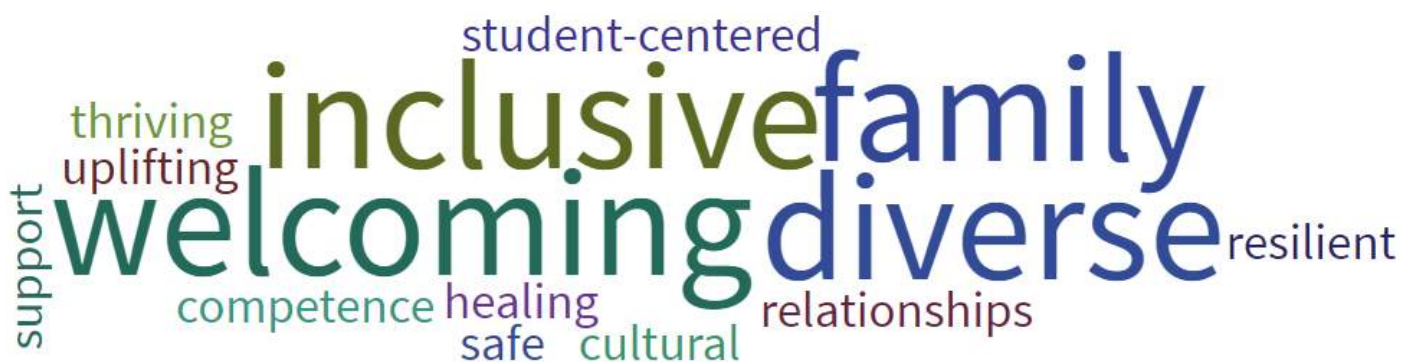 student-centered
inclusive
family
thriving
uplifting
support
welcoming
diverse
resilient
competence
healing
relationships
safe
cultural